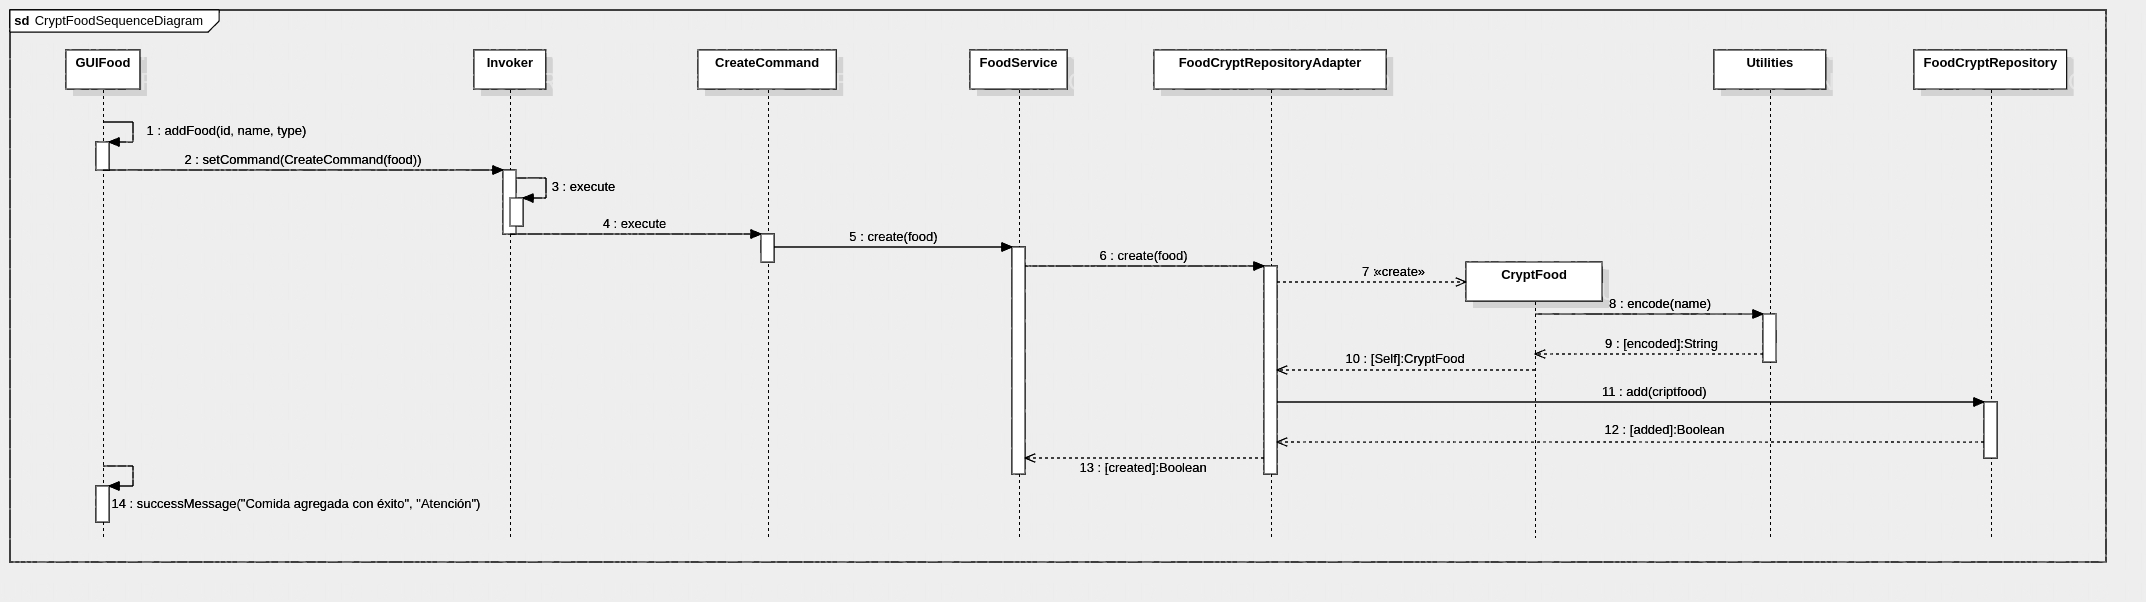 sd CryptFoodSequenceDiagram
GUIFood
Invoker
CreateCommand
FoodService
FoodCryptRepositoryAdapter
Utilities
FoodCryptRepository
1 : addFood(id, name, type)
2 : setCommand(CreateCommand(food))
3 : execute
4 : execute
5 : create(food)
6 : create(food)
7 : «create»
CryptFood
8 : encode(name)
9 : [encoded]:String
10 : [Self]:CryptFood
11 : add(criptfood)
12 : [added]:Boolean
13 : [created]:Boolean
14 : successMessage("Comida agregada con éxito", "Atención")